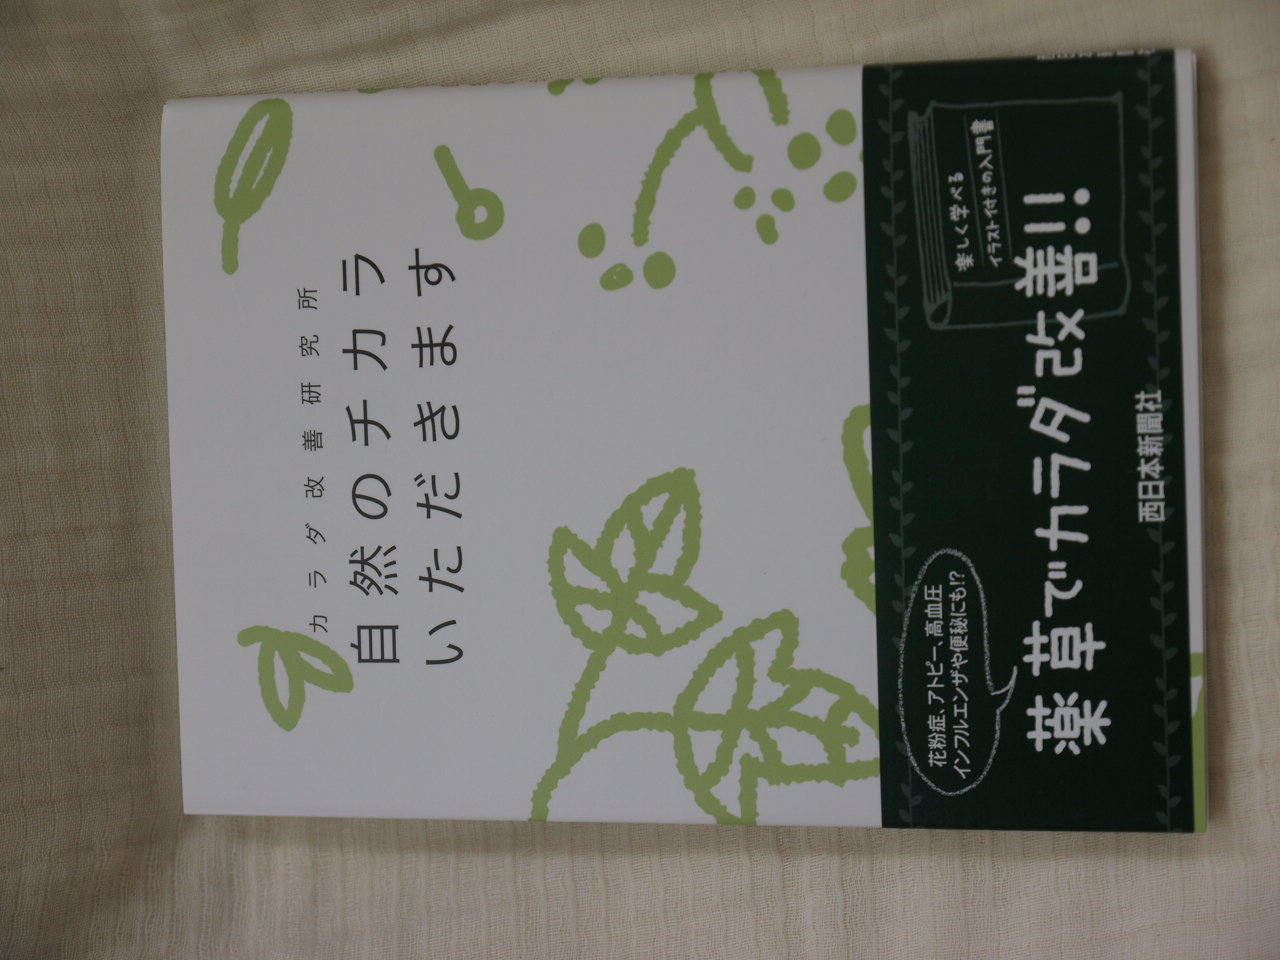 カラダ改善研究所
自然のチカラ
いただきます
楽しく学べる
イラスト付きの入門書
花粉症、アトピー、高血圧
インフルエンザや便秘にも!?
薬草でカラダ改善!!
西日本新聞社